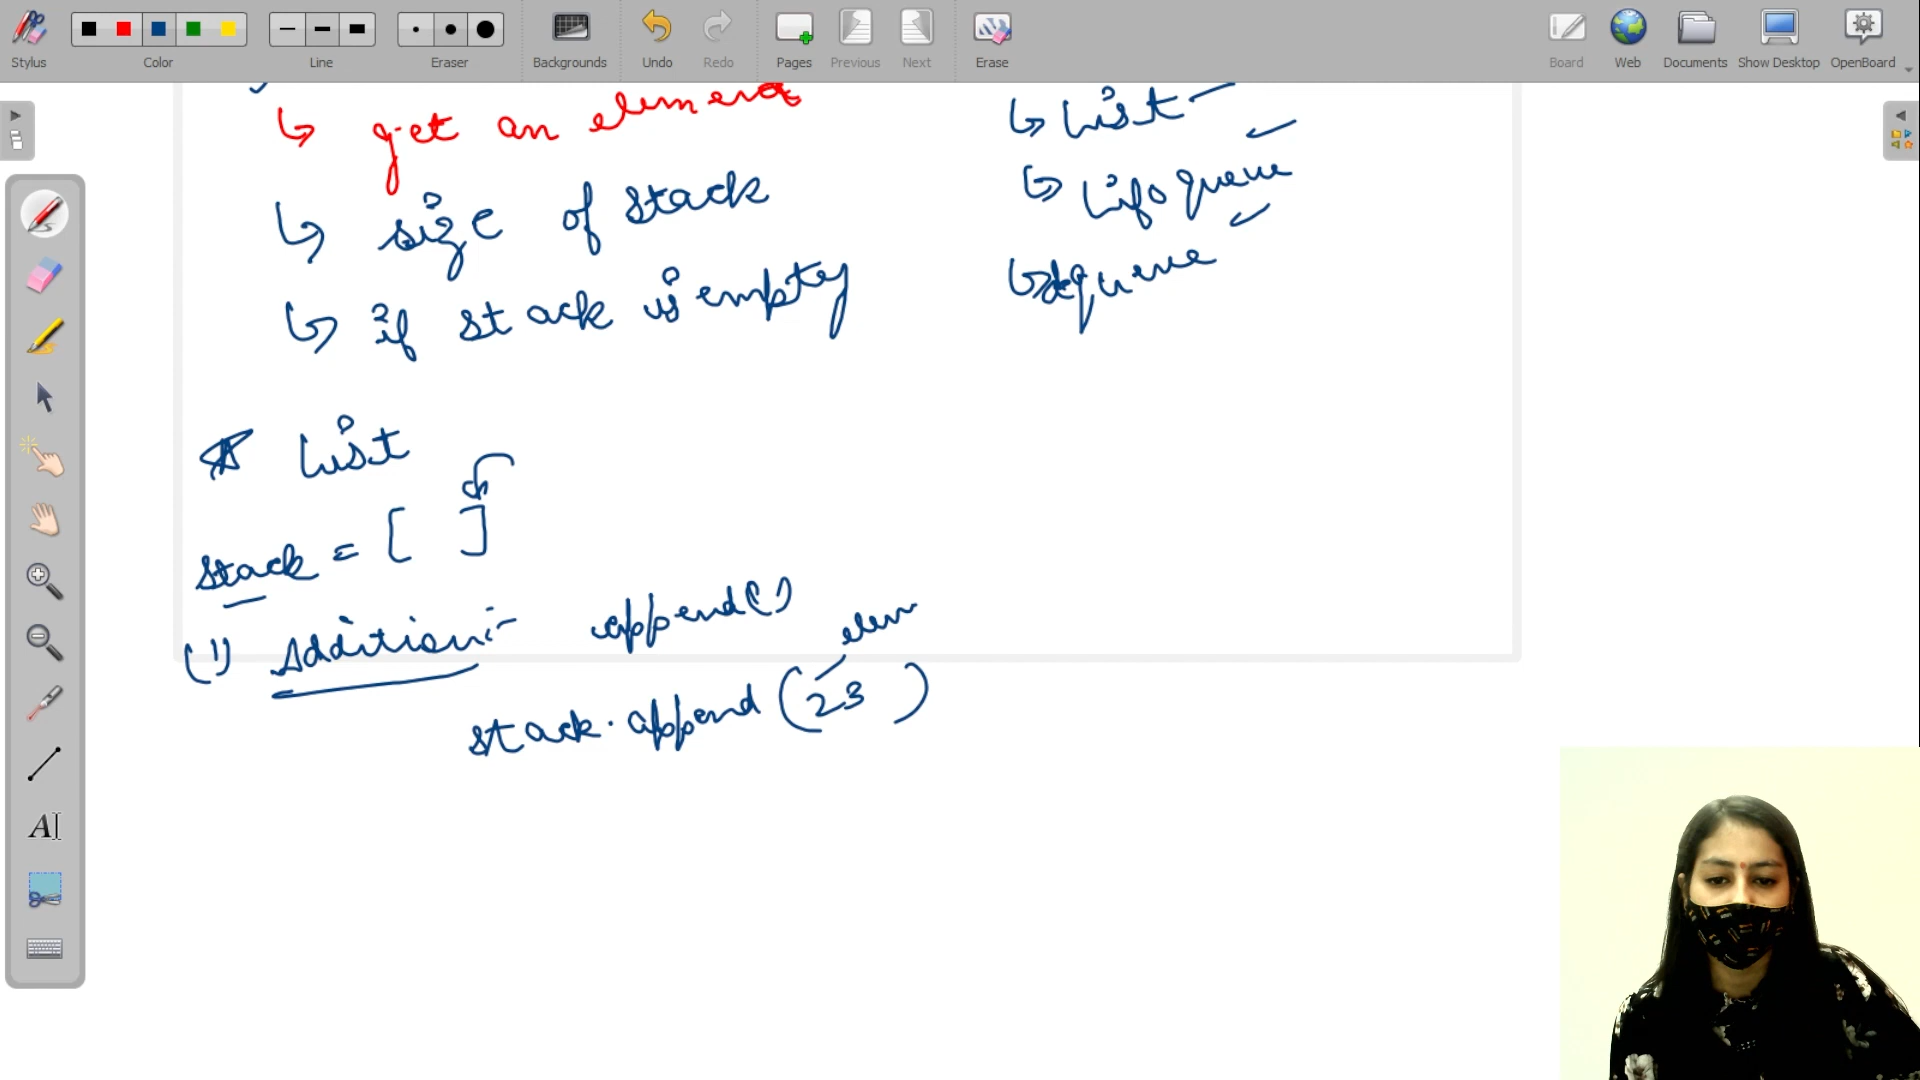 Stylus Color Line Eraser Backgrounds Undo Redo Pages Previous Next Erase Board Web Documents Show Desktop OpenBoard
↳ get an element
↳ size of stack
↳ if stack is empty
↳ List
↳ Lifo queue
↳ dequeue
List
stack = [ ]
(1) Addition:- append()
elem
stack.append(23)